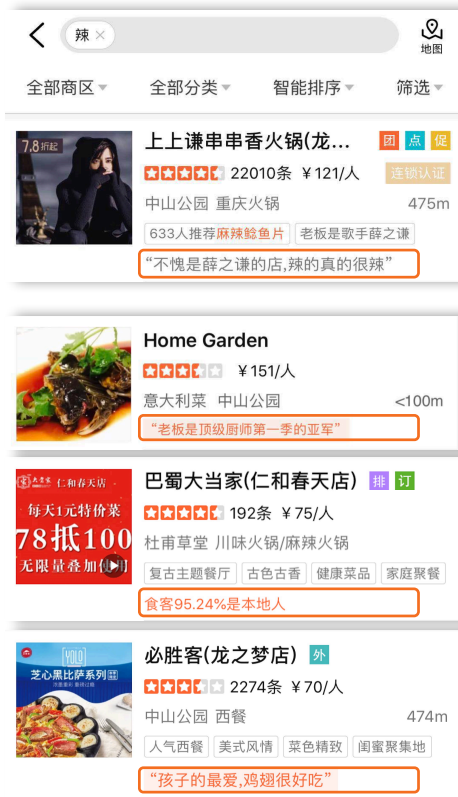 辣 ×
地图
全部商区 全部分类 智能排序 筛选
7.8折起
上上谦串串香火锅(龙... 团 点 促
22010条 ¥121/人 连锁认证
中山公园 重庆火锅 475m
633人推荐麻辣鲶鱼片 老板是歌手薛之谦
“不愧是薛之谦的店,辣的真的很辣”
Home Garden
¥151/人
意大利菜 中山公园 <100m
“老板是顶级厨师第一季的亚军”
仁和春天店
每天1元特价菜
78抵100
无限量叠加使用
巴蜀大当家(仁和春天店) 排 订
192条 ¥75/人
杜甫草堂 川味火锅/麻辣火锅
复古主题餐厅 古色古香 健康菜品 家庭聚餐
食客95.24%是本地人
YOLO
芝心黑比萨系列
必胜客(龙之梦店) 外
2274条 ¥70/人
中山公园 西餐 474m
人气西餐 美式风情 菜色精致 闺蜜聚集地
“孩子的最爱,鸡翅很好吃”